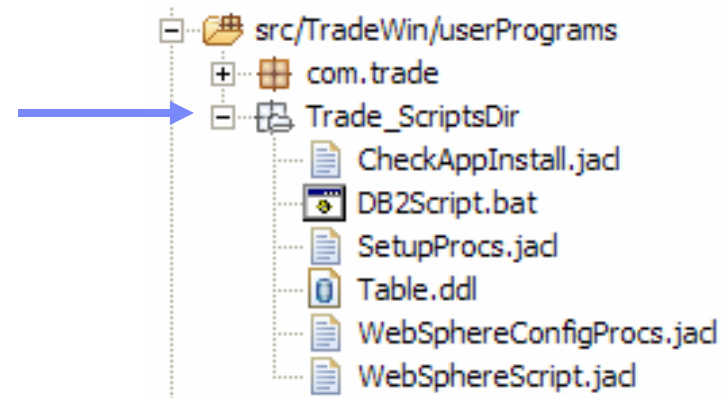 src/TradeWin/userPrograms
com.trade
Trade_ScriptsDir
CheckAppInstall.jacl
DB2Script.bat
SetupProcs.jacl
Table.ddl
WebSphereConfigProcs.jacl
WebSphereScript.jacl